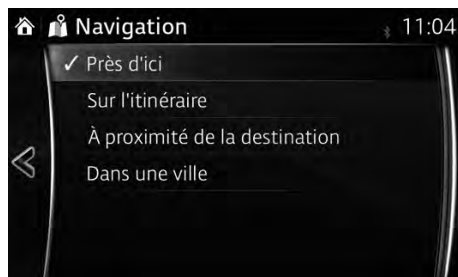 Navigation 11:04
✓ Près d'ici
Sur l'itinéraire
À proximité de la destination
Dans une ville